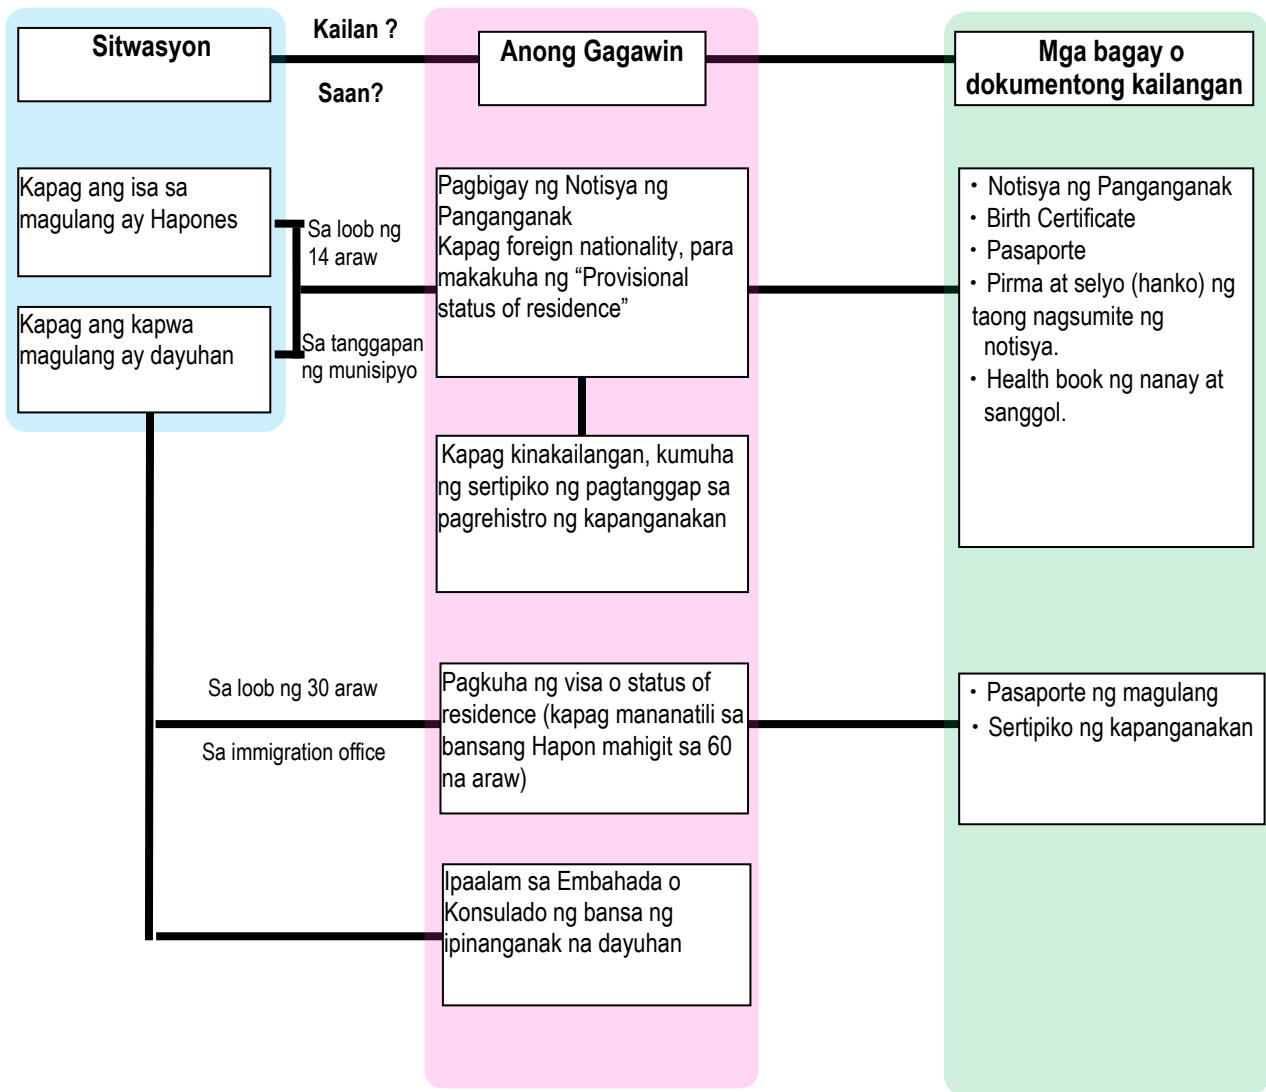 Sitwasyon
Kailan ?
Saan?
Anong Gagawin
Mga bagay o
dokumentong kailangan
Kapag ang isa sa
magulang ay Hapones
Kapag ang kapwa
magulang ay dayuhan
Sa loob ng
14 araw
Sa tanggapan
ng munisipyo
Pagbigay ng Notisya ng
Panganganak
Kapag foreign nationality, para
makakuha ng “Provisional
status of residence”
・ Notisya ng Panganganak
・ Birth Certificate
・ Pasaporte
・ Pirma at selyo (hanko) ng
taong nagsumite ng
notisya.
・ Health book ng nanay at
sanggol.
Kapag kinakailangan, kumuha
ng sertipiko ng pagtanggap sa
pagrehistro ng kapanganakan
Sa loob ng 30 araw
Sa immigration office
Pagkuha ng visa o status of
residence (kapag mananatili sa
bansang Hapon mahigit sa 60
na araw)
・ Pasaporte ng magulang
・ Sertipiko ng kapanganakan
Ipaalam sa Embahada o
Konsulado ng bansa ng
ipinanganak na dayuhan